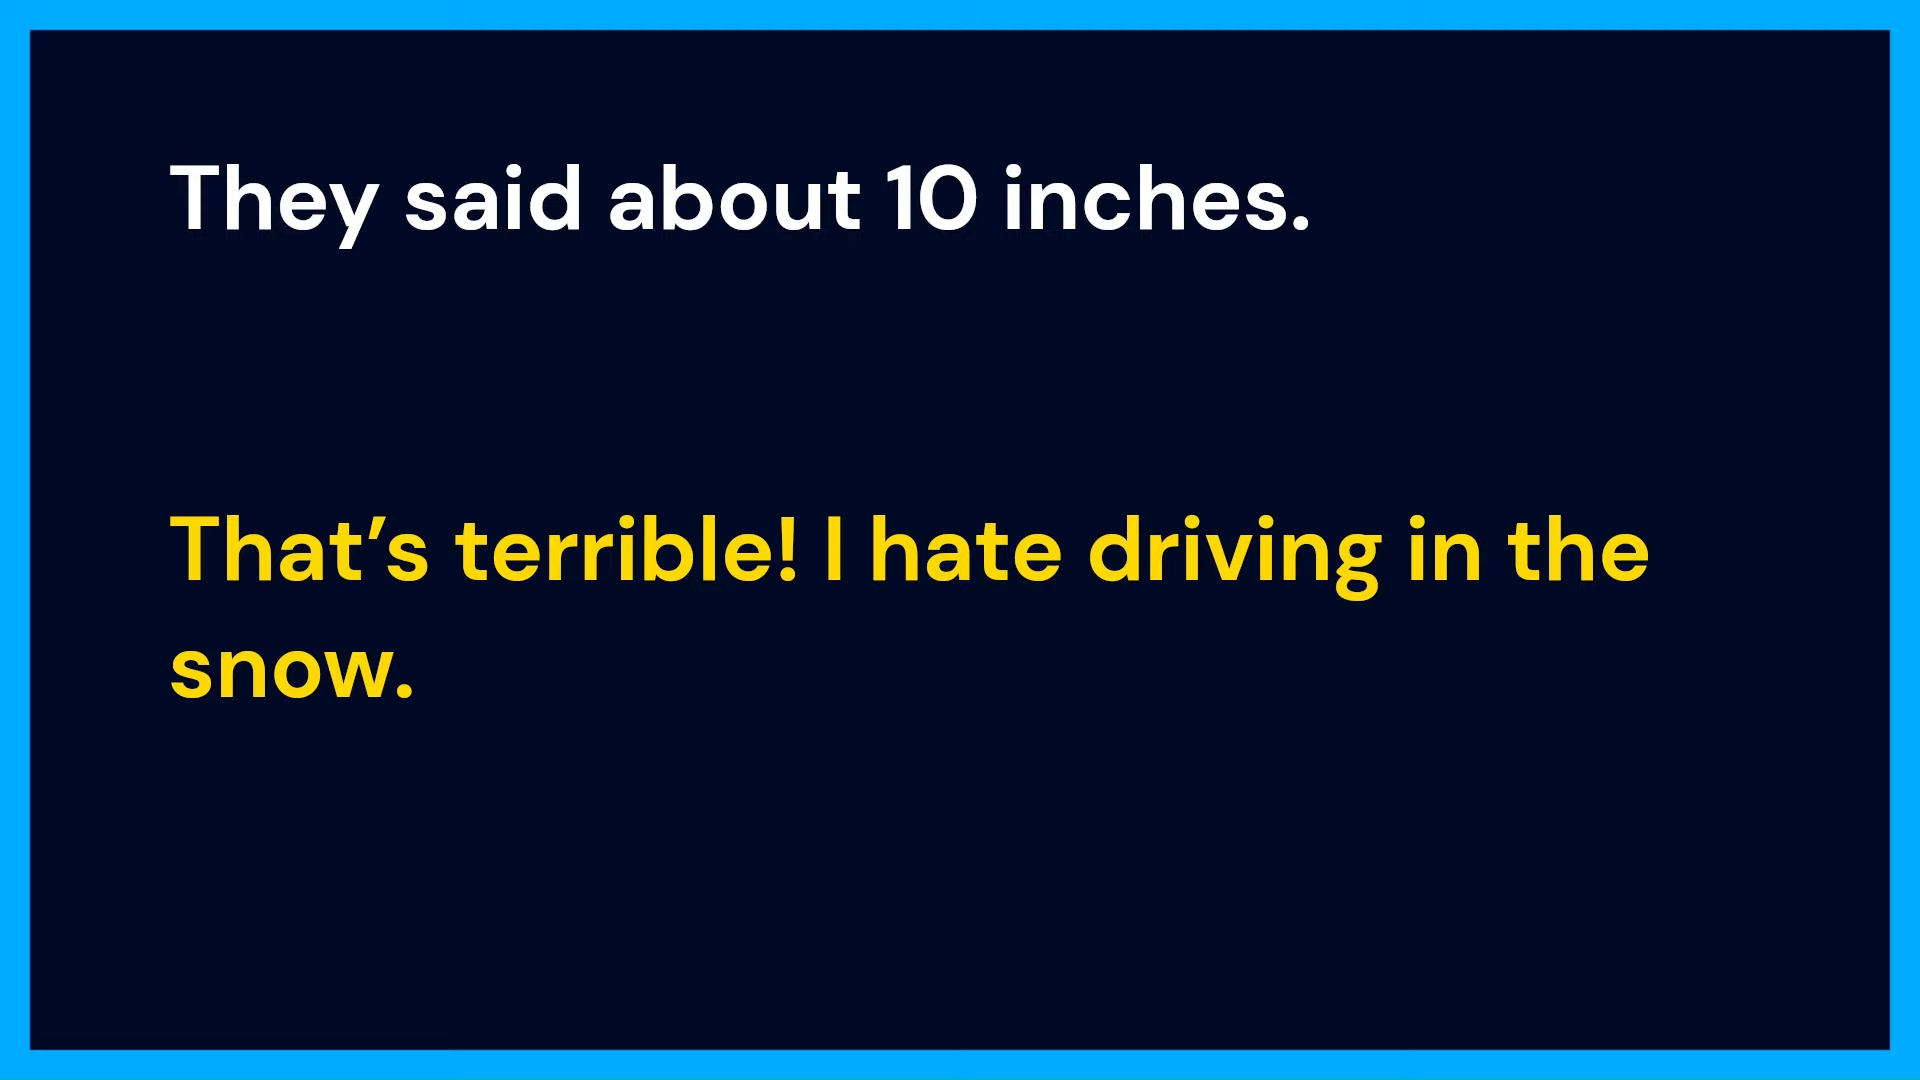 They said about 10 inches.
That’s terrible! I hate driving in the
snow.